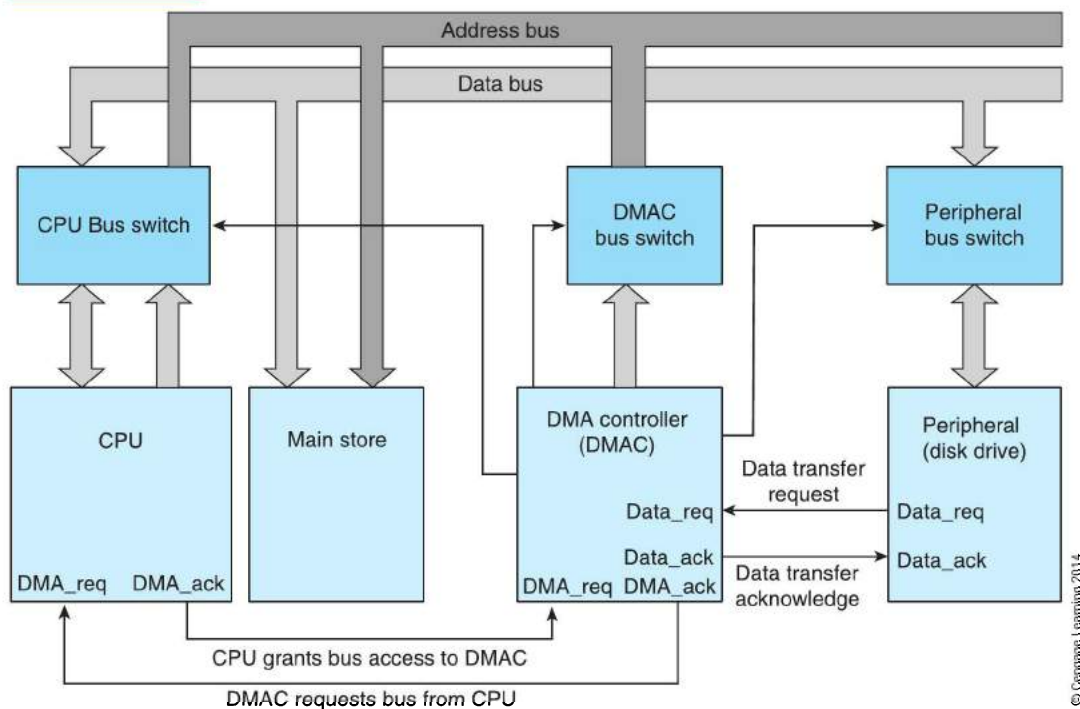 Address bus
Data bus
CPU Bus switch
DMAC
bus switch
Peripheral
bus switch
CPU
Main store
DMA controller
(DMAC)
Peripheral
(disk drive)
Data transfer
request
Data_req
Data_req
Data_ack
Data_ack
DMA_req
DMA_ack
DMA_req
DMA_ack
Data transfer
acknowledge
CPU grants bus access to DMAC
DMAC requests bus from CPU
© Cengage Learning 2014